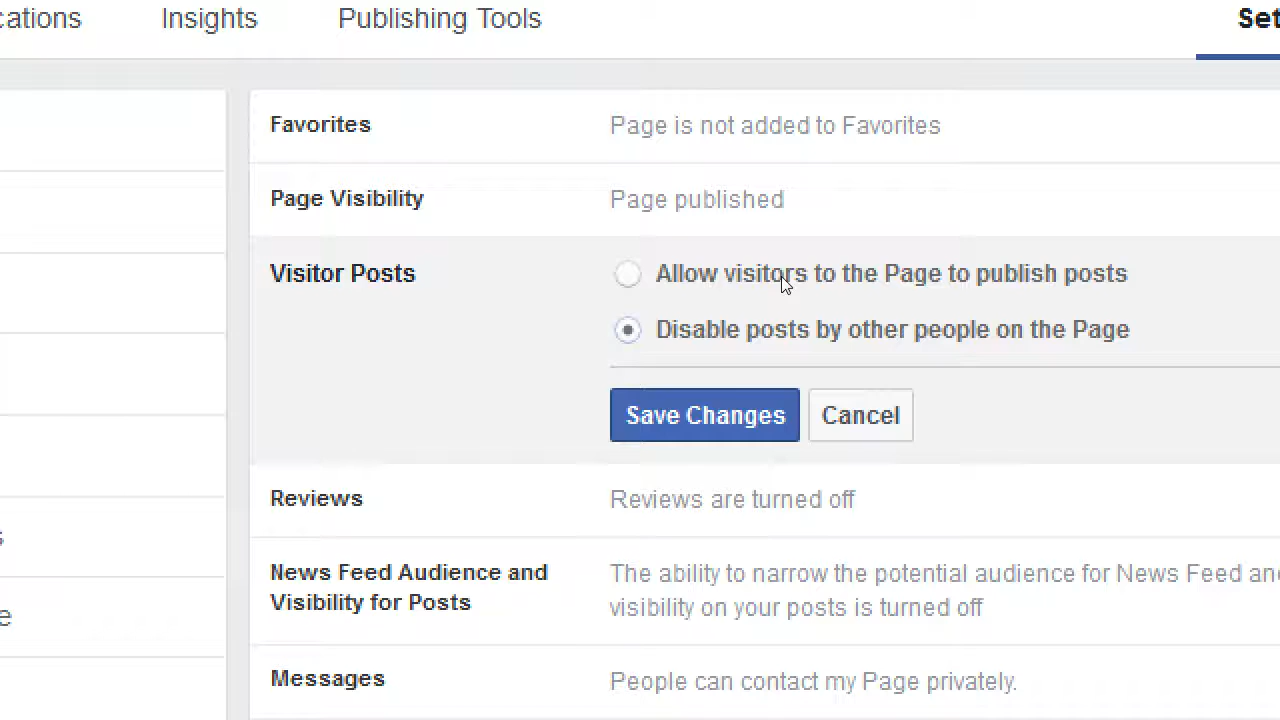 Insights Publishing Tools
Favorites Page is not added to Favorites
Page Visibility Page published
Visitor Posts Allow visitors to the Page to publish posts
Disable posts by other people on the Page
Save Changes Cancel
Reviews Reviews are turned off
News Feed Audience and The ability to narrow the potential audience for News Feed
Visibility for Posts visibility on your posts is turned off
Messages People can contact my Page privately.